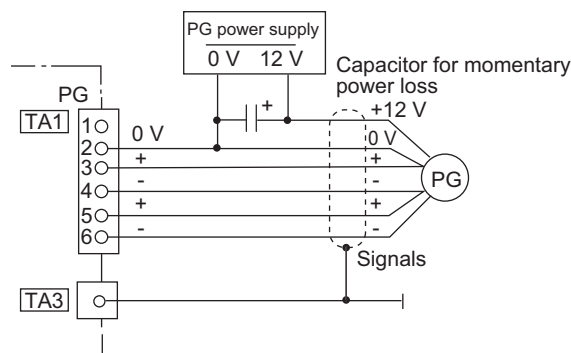 PG power supply
0 V 12 V
Capacitor for momentary
power loss
+
+12 V
PG
TA1
1
0 V
0 V
2
+
+
3
PG
-
-
4
+
+
5
-
-
6
Signals
TA3